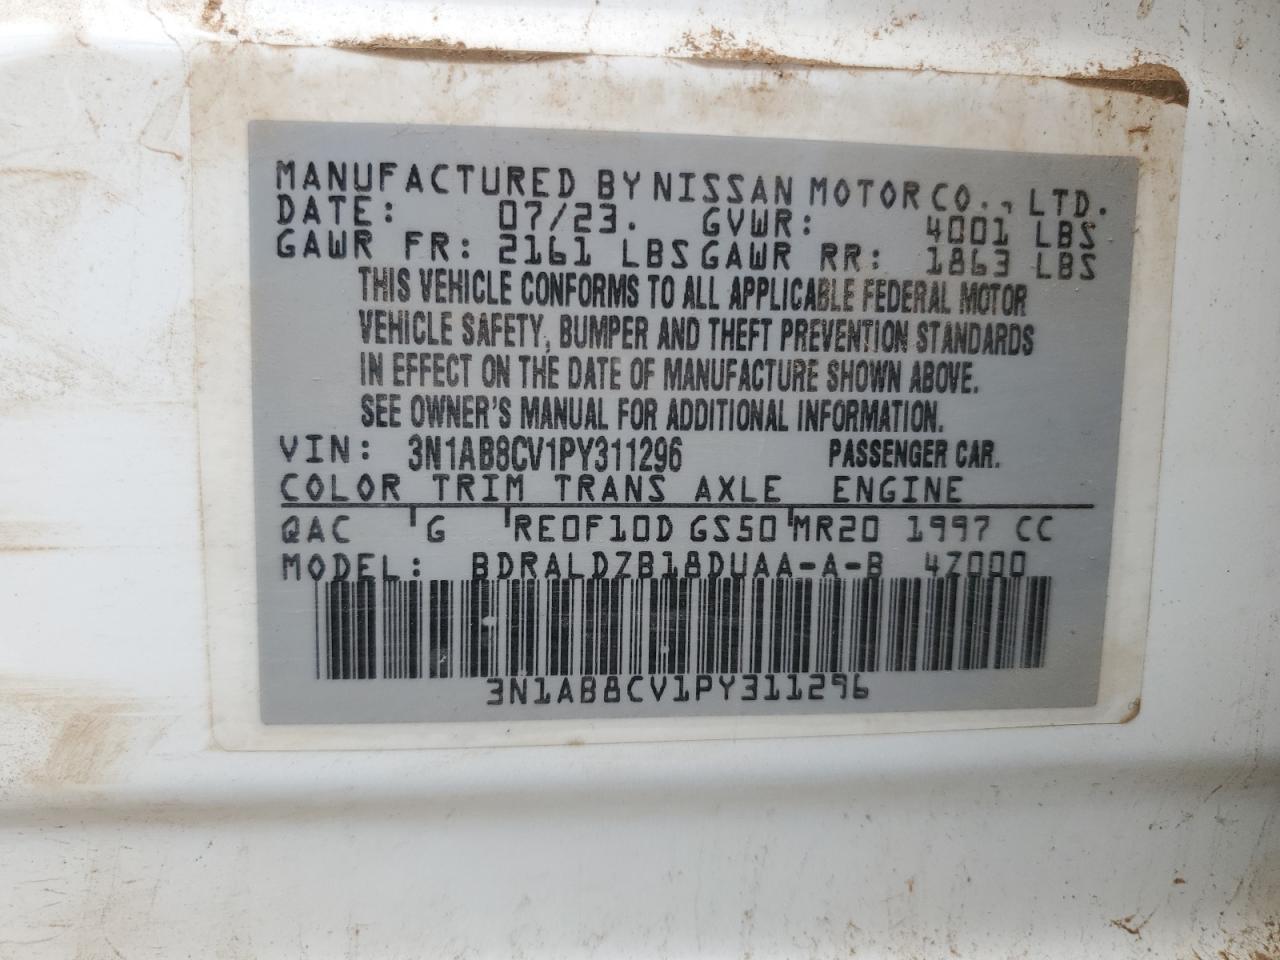 MANUFACTURED BY NISSAN MOTOR CO., LTD.
DATE: 07/23. GVWR: 4001 LBS
GAWR FR: 2161 LBS GAWR RR: 1863 LBS
THIS VEHICLE CONFORMS TO ALL APPLICABLE FEDERAL MOTOR
VEHICLE SAFETY, BUMPER AND THEFT PREVENTION STANDARDS
IN EFFECT ON THE DATE OF MANUFACTURE SHOWN ABOVE.
SEE OWNER'S MANUAL FOR ADDITIONAL INFORMATION.
VIN: 3N1AB8CV1PY311296 PASSENGER CAR.
COLOR TRIM TRANS AXLE ENGINE
QAC G RE0F10D GS50 MR20 1997 CC
MODEL: BDRALDZB18DUAA-A-B 4Z000
3N1AB8CV1PY311296